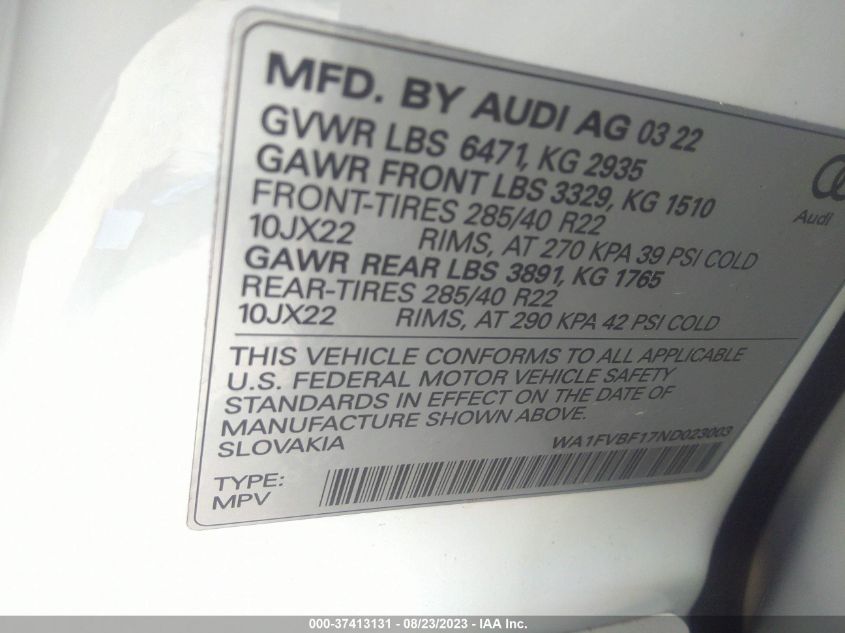 MFD. BY AUDI AG 03 22
GVWR LBS 6471, KG 2935
GAWR FRONT LBS 3329, KG 1510
FRONT-TIRES 285/40 R22
10JX22 RIMS, AT 270 KPA 39 PSI COLD
GAWR REAR LBS 3891, KG 1765
REAR-TIRES 285/40 R22
10JX22 RIMS, AT 290 KPA 42 PSI COLD
Audi
THIS VEHICLE CONFORMS TO ALL APPLICABLE
U.S. FEDERAL MOTOR VEHICLE SAFETY
STANDARDS IN EFFECT ON THE DATE OF
MANUFACTURE SHOWN ABOVE.
SLOVAKIA WA1FVBF17ND023003
TYPE:
MPV
000-37413131 - 08/23/2023 - IAA Inc.